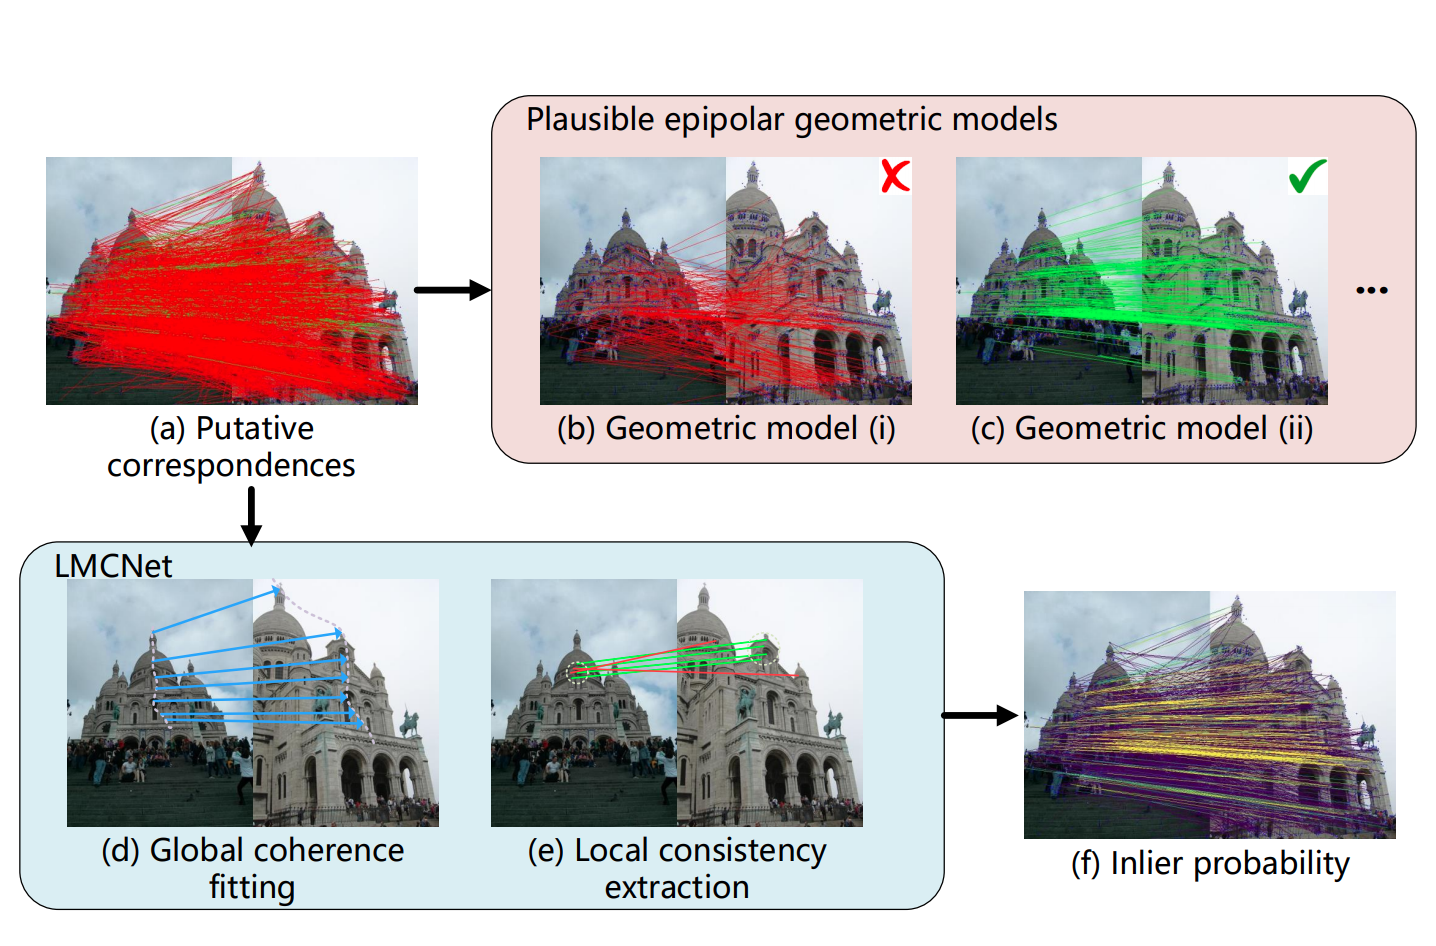 Plausible epipolar geometric models
(a) Putative
correspondences
(b) Geometric model (i)
(c) Geometric model (ii)
...
LMCNet
(d) Global coherence
fitting
(e) Local consistency
extraction
(f) Inlier probability